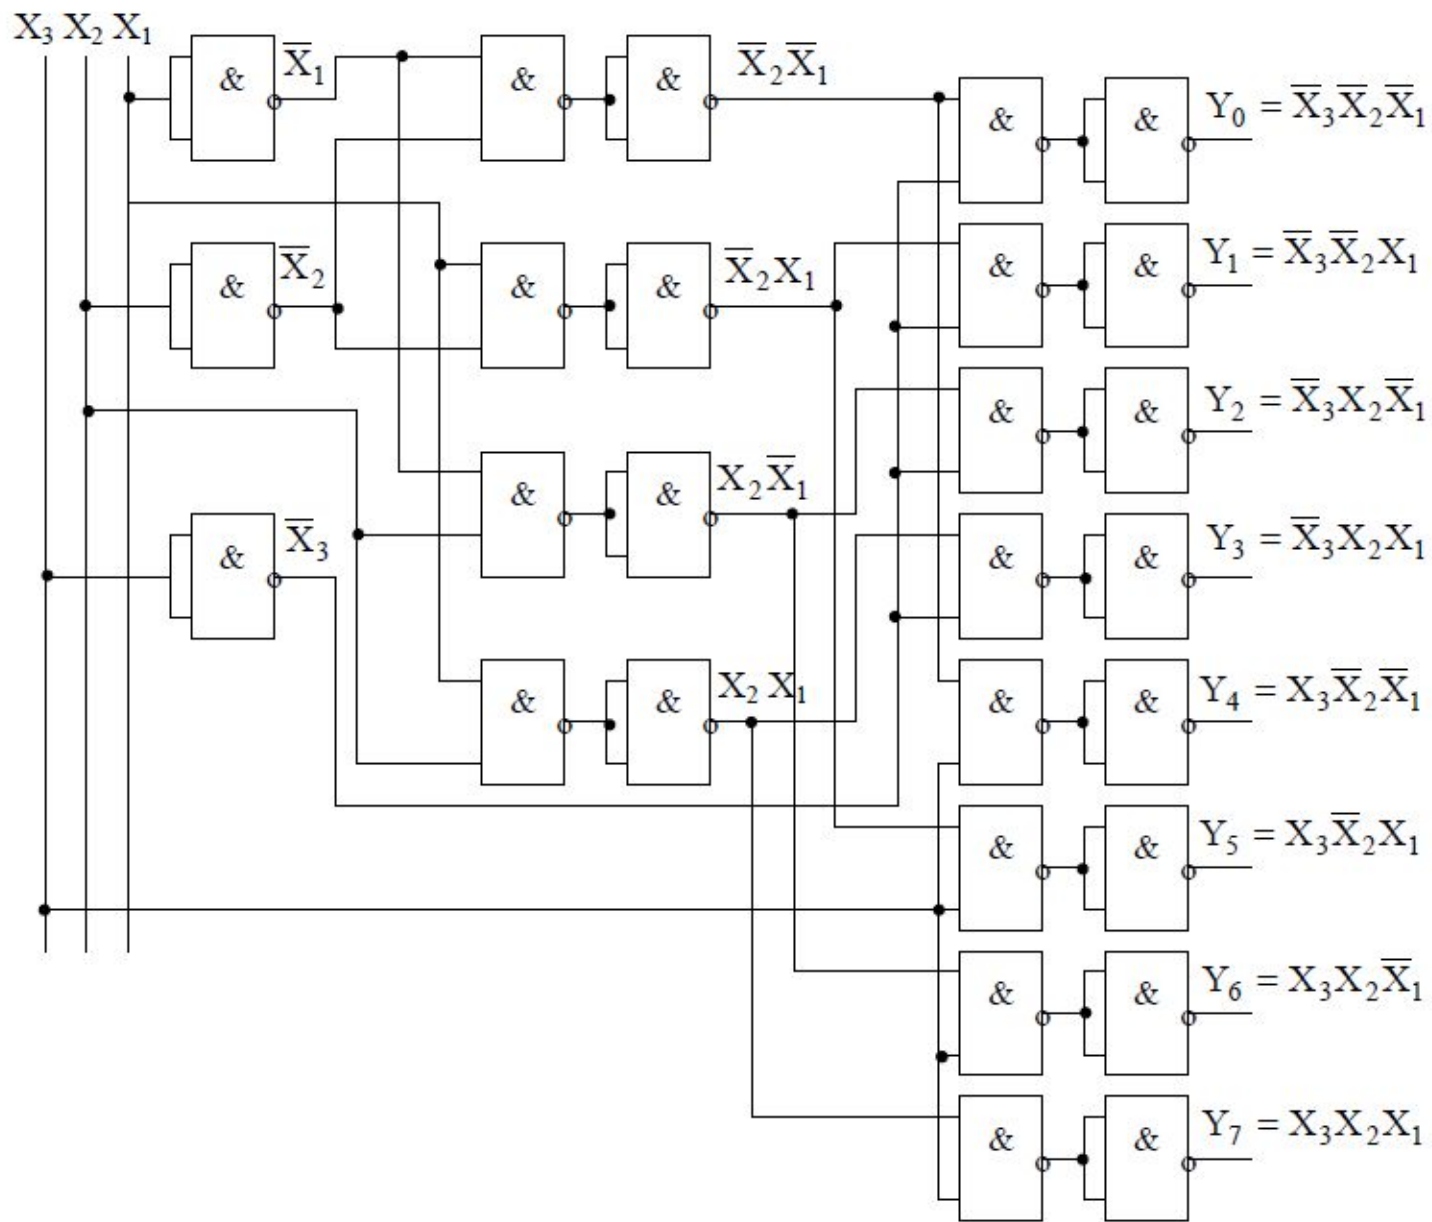 X₃ X₂ X₁
& X̅₁ & & X̅₂X̅₁
& & Y₀ = X̅₃X̅₂X̅₁
& X̅₂ & & X̅₂X₁
& & Y₁ = X̅₃X̅₂X₁
& & Y₂ = X̅₃X₂X̅₁
& & X₂X̅₁
& X̅₃
& & Y₃ = X̅₃X₂X₁
& & X₂ X₁
& & Y₄ = X₃X̅₂X̅₁
& & Y₅ = X₃X̅₂X₁
& & Y₆ = X₃X₂X̅₁
& & Y₇ = X₃X₂X₁